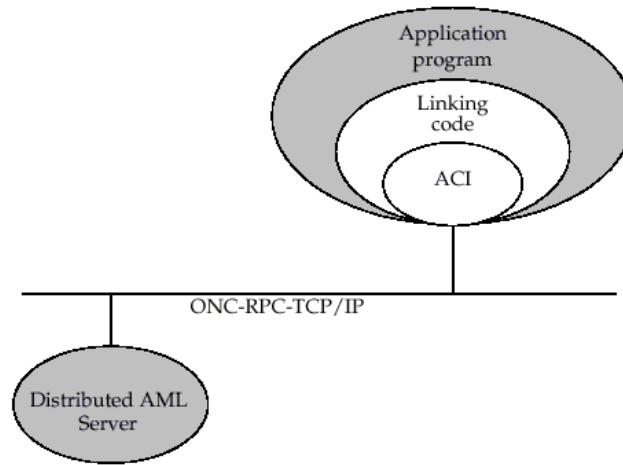 Application
program
Linking
code
ACI
ONC-RPC-TCP/IP
Distributed AML
Server